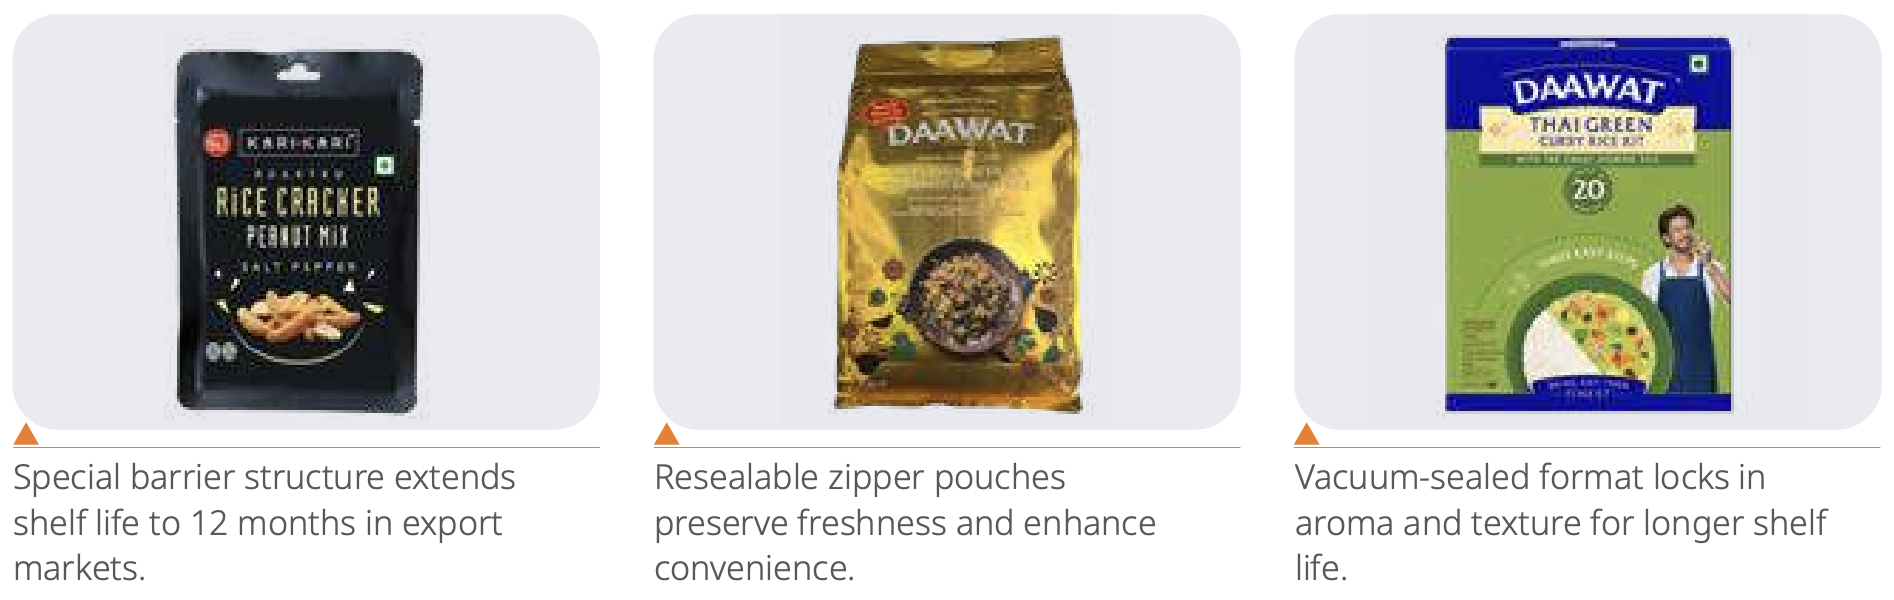 KARI-KARI
ROASTED
RiCE CRACKER
PEANUT MiX
SALT PEPPER
Special barrier structure extends
shelf life to 12 months in export
markets.
DAAWAT
Resealable zipper pouches
preserve freshness and enhance
convenience.
DAAWAT
THAI GREEN
CURRY RICE KIT
20
Vacuum-sealed format locks in
aroma and texture for longer shelf
life.